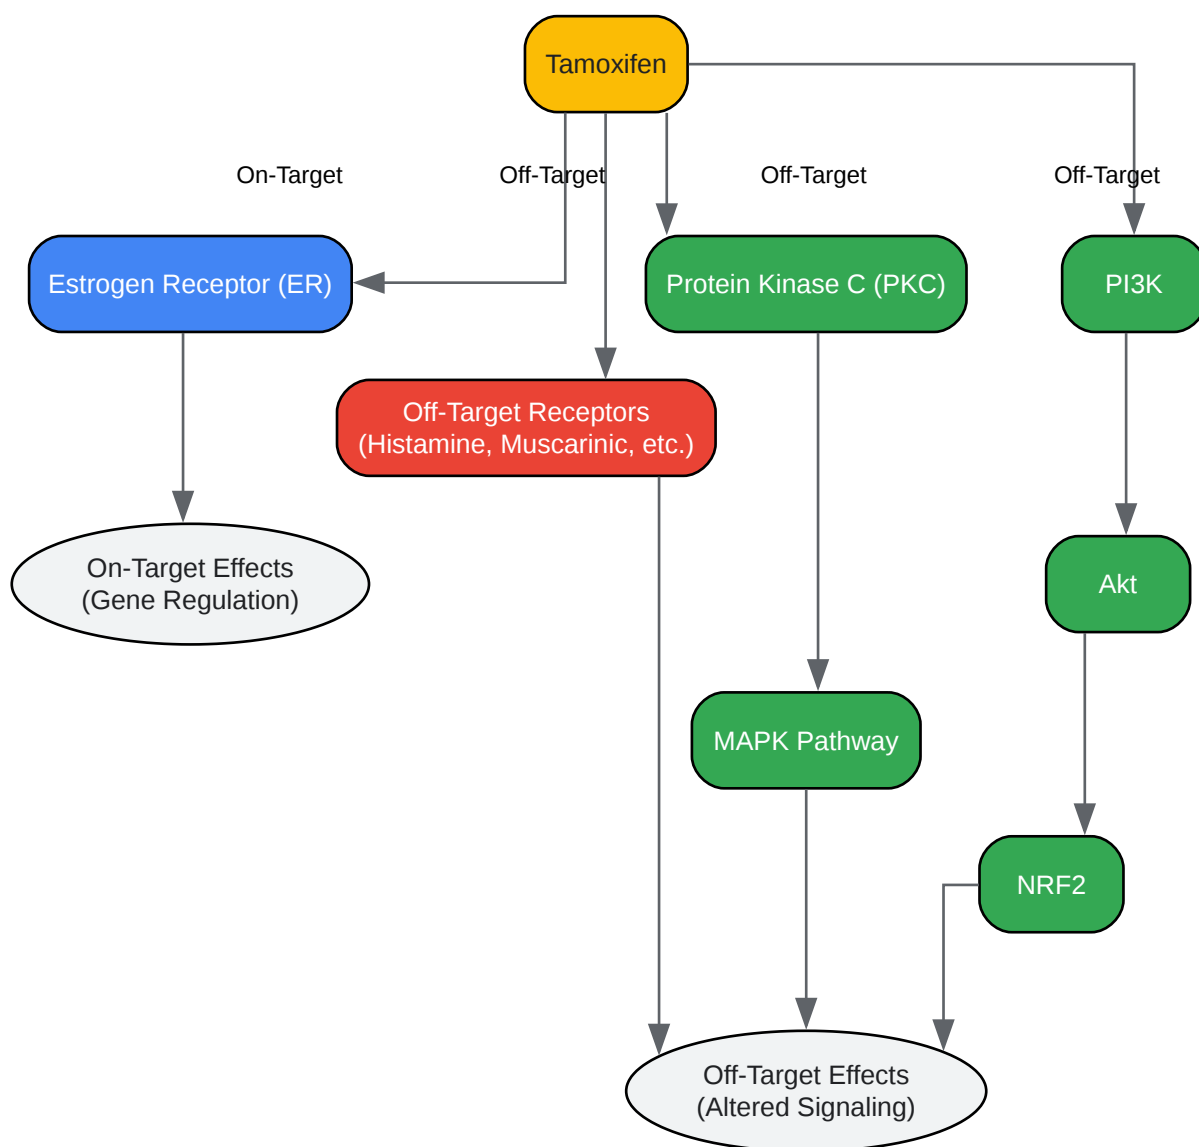 Tamoxifen
On-Target
Off-Target
Off-Target
Off-Target
Estrogen Receptor (ER)
Protein Kinase C (PKC)
PI3K
Off-Target Receptors
(Histamine, Muscarinic, etc.)
On-Target Effects
(Gene Regulation)
Akt
MAPK Pathway
NRF2
Off-Target Effects
(Altered Signaling)